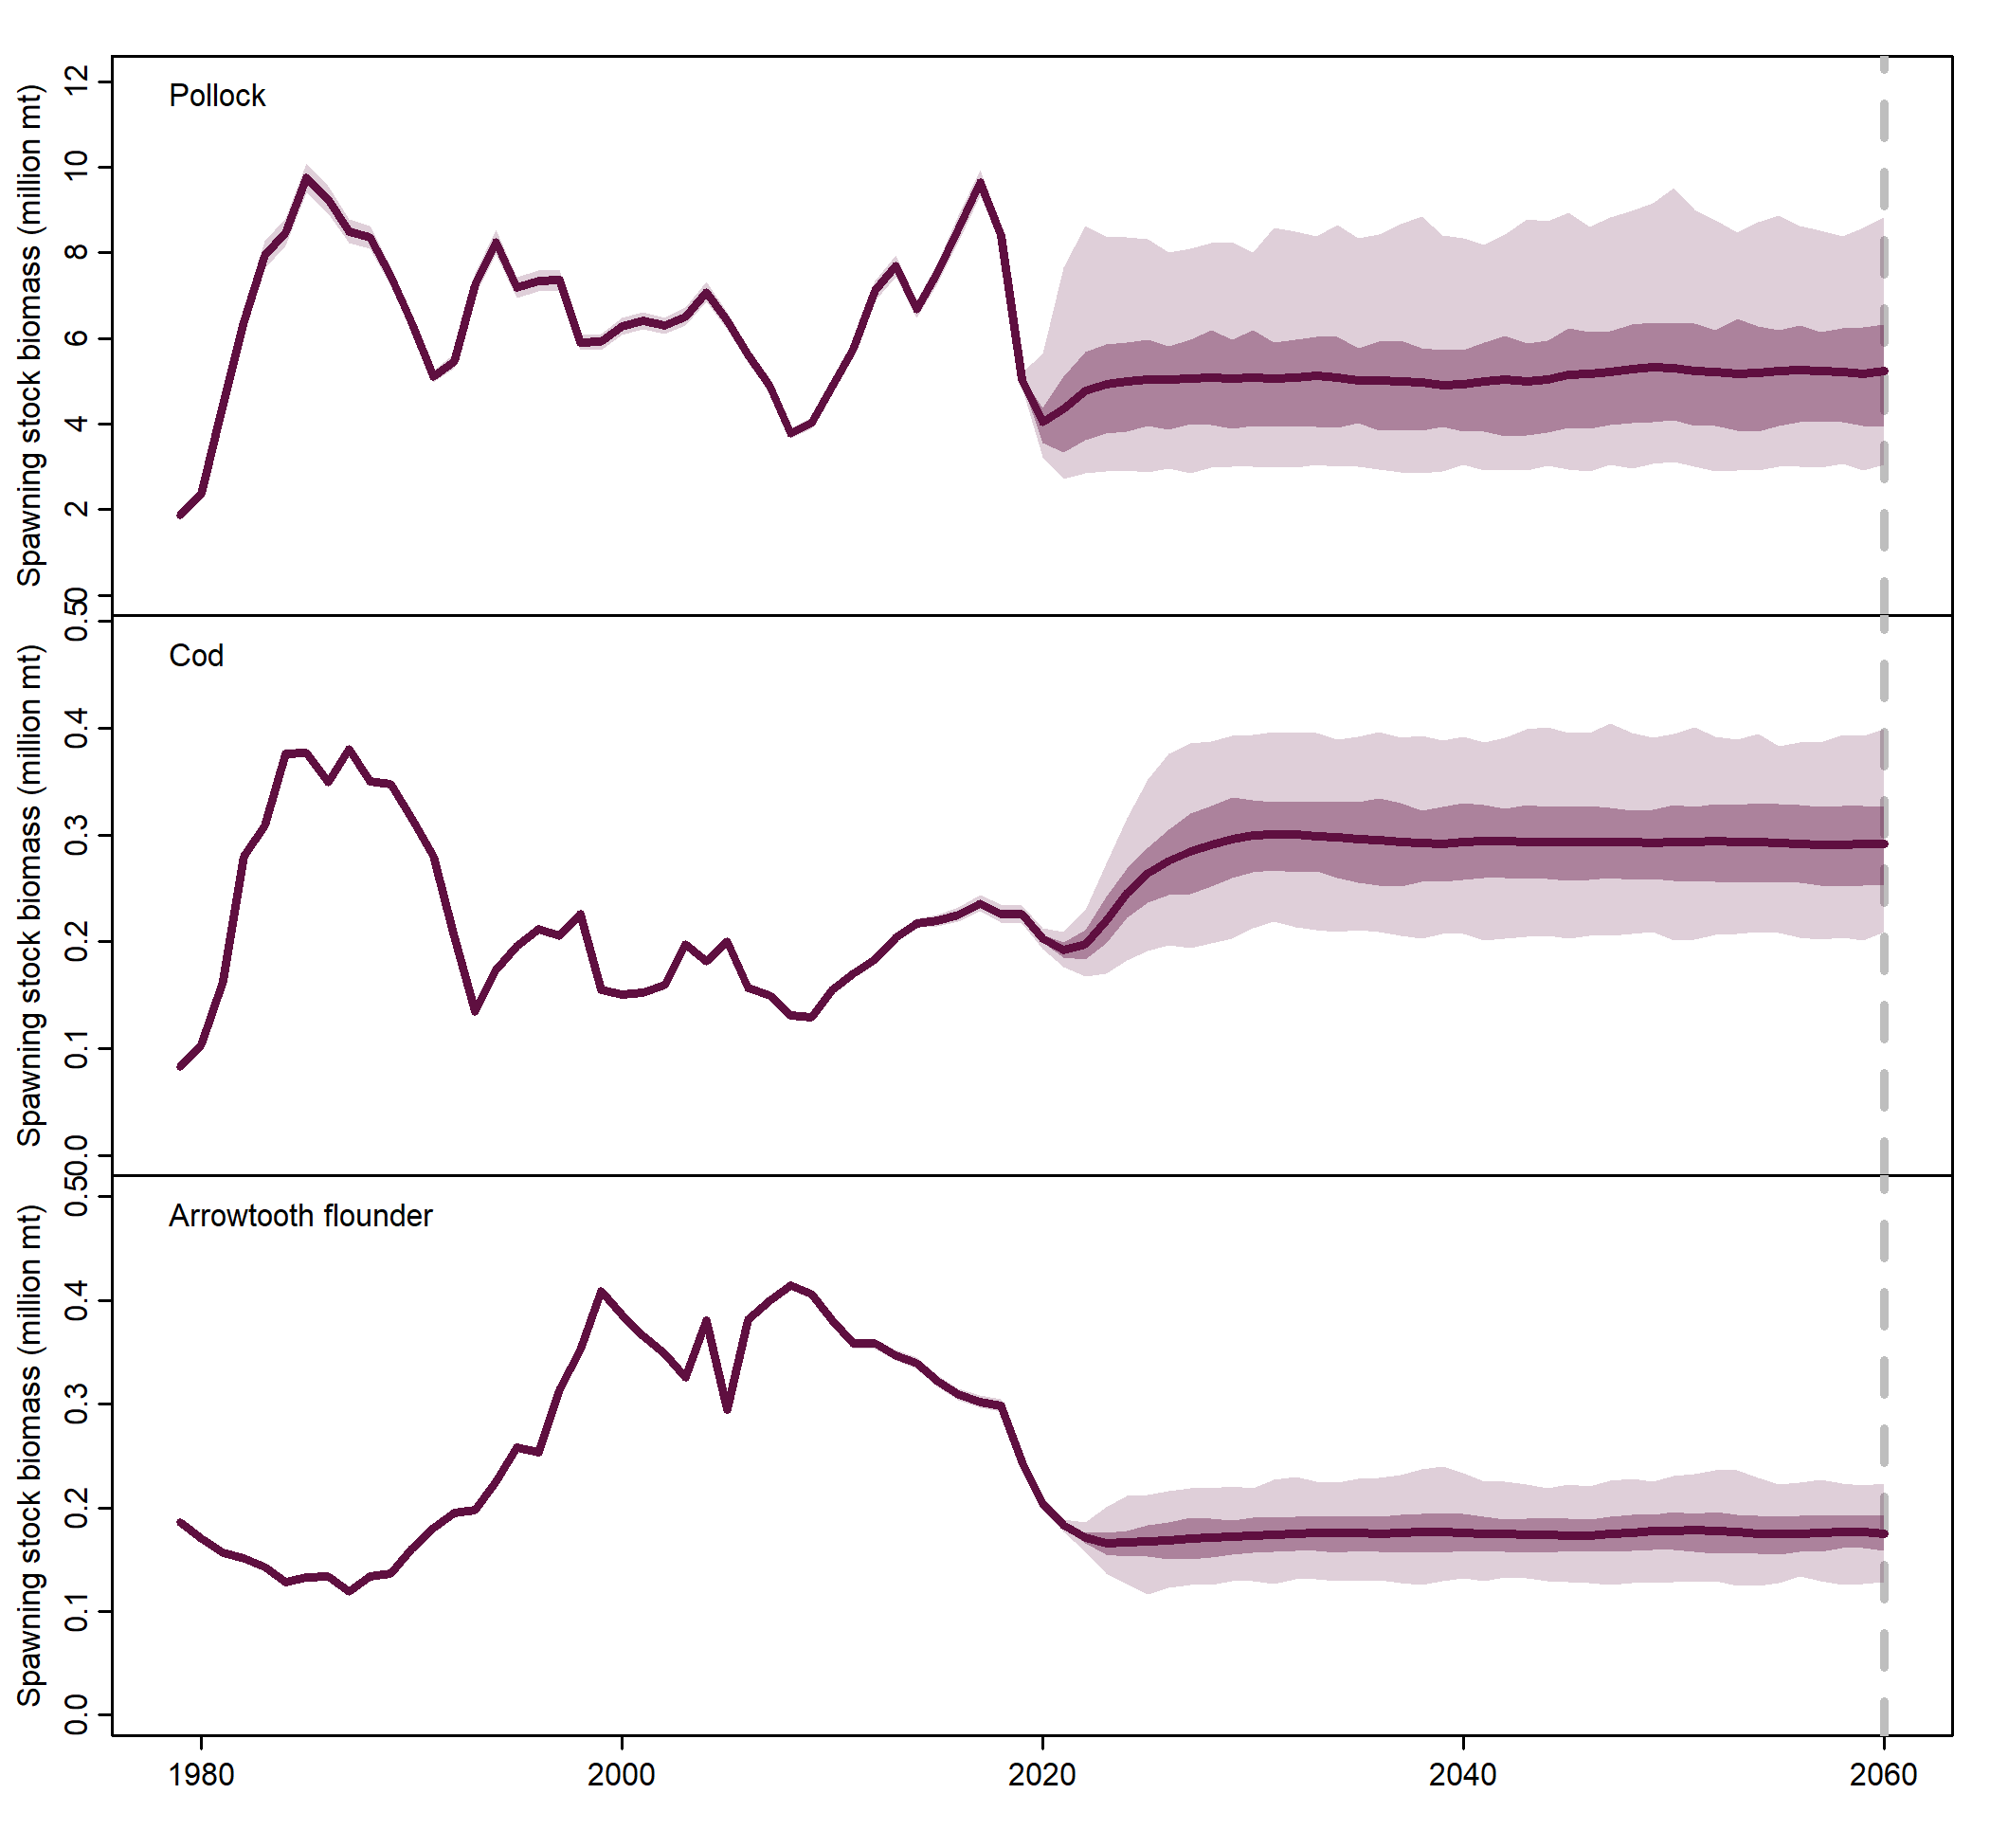 Pollock
Spawning stock biomass (million mt)
12
10
8
6
4
2
0
Cod
Spawning stock biomass (million mt)
0.5
0.4
0.3
0.2
0.1
0.0
Arrowtooth flounder
Spawning stock biomass (million mt)
0.5
0.4
0.3
0.2
0.1
0.0
1980 2000 2020 2040 2060